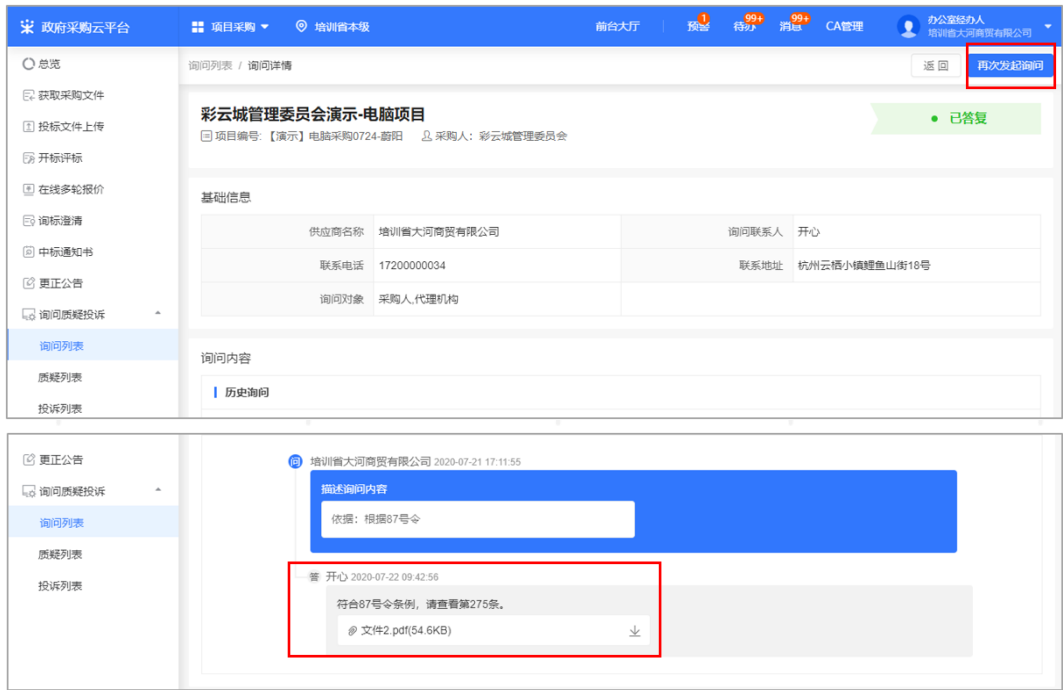 政府采购云平台 项目采购 培训省本级 前台大厅 预警 1 待办 99+ 消息 99+ CA管理 办公室经办人
培训省大河商贸有限公司
总览 询问列表 / 询问详情 返回 再次发起询问
获取采购文件
彩云城管理委员会演示-电脑项目 已答复
投标文件上传
项目编号: 【演示】电脑采购0724-蔚阳 采购人: 彩云城管理委员会
开标评标
在线多轮报价
基础信息
询标澄清
供应商名称 培训省大河商贸有限公司 询问联系人 开心
中标通知书
联系电话 17200000034 联系地址 杭州云栖小镇鲤鱼山街18号
更正公告
询问对象 采购人,代理机构
询问质疑投诉
询问列表
询问内容
质疑列表
历史询问
投诉列表
更正公告
问 培训省大河商贸有限公司 2020-07-21 17:11:55
询问质疑投诉
描述询问内容
询问列表
依据: 根据87号令
质疑列表
答 开心 2020-07-22 09:42:56
投诉列表
符合87号令条例, 请查看第275条。
文件2.pdf(54.6KB)